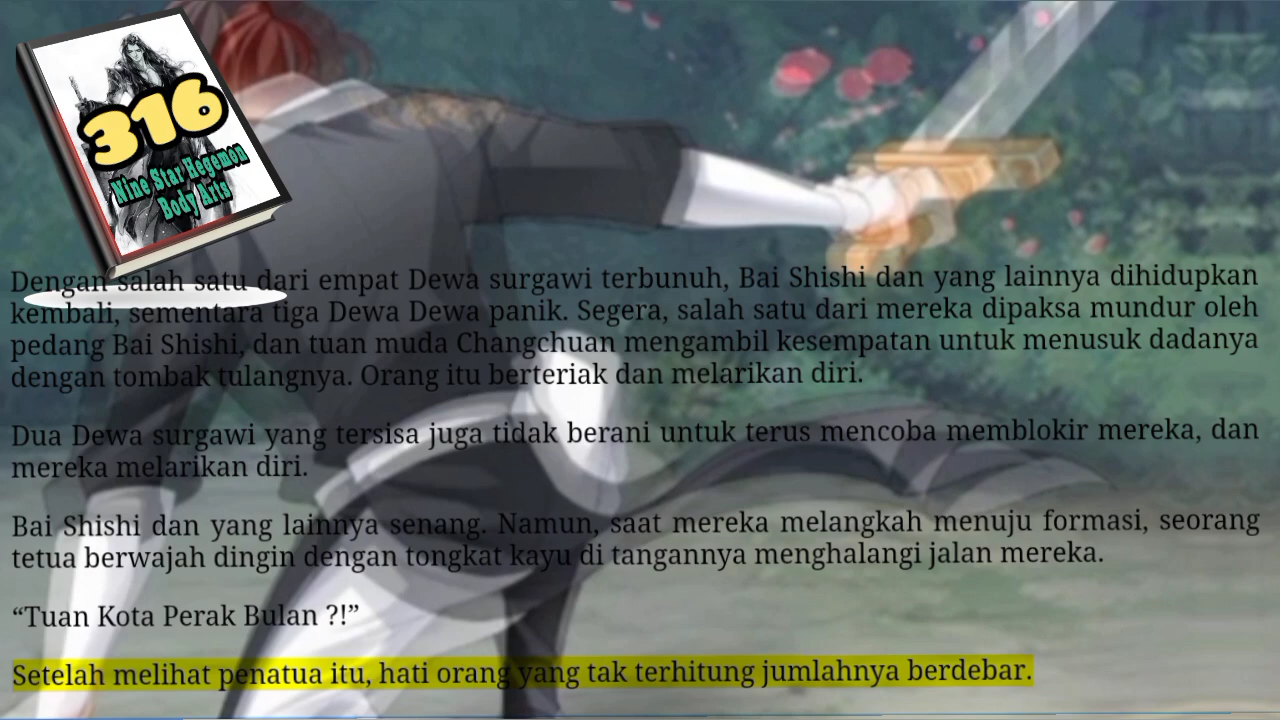 316
Nine Star Hegemon
Body Arts
Dengan salah satu dari empat Dewa surgawi terbunuh, Bai Shishi dan yang lainnya dihidupkan
kembali, sementara tiga Dewa Dewa panik. Segera, salah satu dari mereka dipaksa mundur oleh
pedang Bai Shishi, dan tuan muda Changchuan mengambil kesempatan untuk menusuk dadanya
dengan tombak tulangnya. Orang itu berteriak dan melarikan diri.
Dua Dewa surgawi yang tersisa juga tidak berani untuk terus mencoba memblokir mereka, dan
mereka melarikan diri.
Bai Shishi dan yang lainnya senang. Namun, saat mereka melangkah menuju formasi, seorang
tetua berwajah dingin dengan tongkat kayu di tangannya menghalangi jalan mereka.
“Tuan Kota Perak Bulan ?!”
Setelah melihat penatua itu, hati orang yang tak terhitung jumlahnya berdebar.